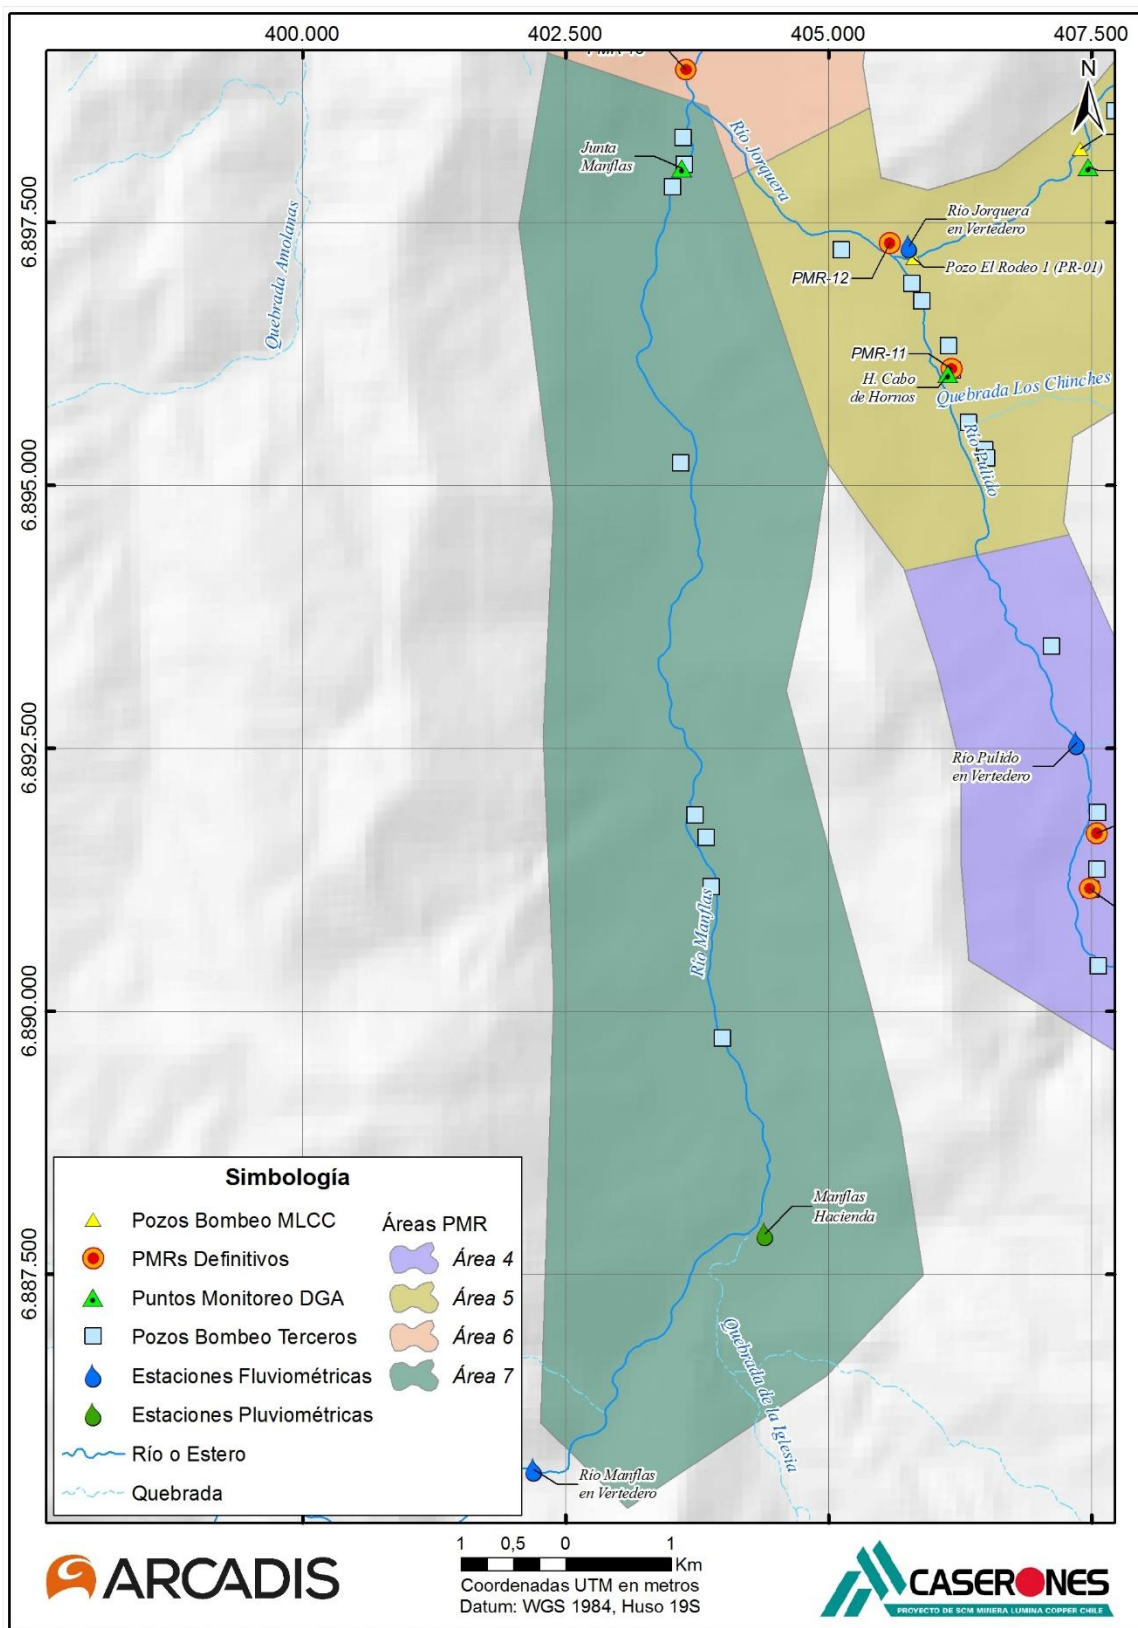 400.000 402.500 405.000 407.500
N
Río Jorquera
Junta
Manflas
6.897.500
Quebrada Amolanas
Río Jorquera
en Vertedero
Pozo El Rodeo 1 (PR-01)
PMR-12
PMR-11
H. Cabo
de Hornos
Quebrada Los Chinches
Río Pulido
6.895.000
6.892.500
Río Pulido
en Vertedero
Río Manflas
6.890.000
Manflas
Hacienda
6.887.500
Quebrada de la Iglesia
Río Manflas
en Vertedero
Simbología
Pozos Bombeo MLCC
PMRs Definitivos
Puntos Monitoreo DGA
Pozos Bombeo Terceros
Estaciones Fluviométricas
Estaciones Pluviométricas
Río o Estero
Quebrada
Áreas PMR
Área 4
Área 5
Área 6
Área 7
ARCADIS
1 0,5 0 1
Km
Coordenadas UTM en metros
Datum: WGS 1984, Huso 19S
CASERONES
PROYECTO DE SCM MINERA LUMINA COPPER CHILE